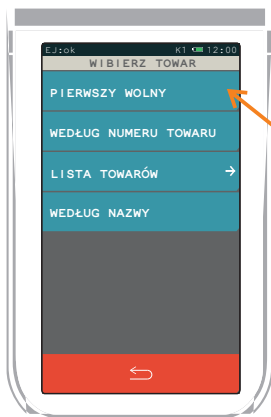 EJ:ok K1 12:00
WIBIERZ TOWAR
PIERWSZY WOLNY
WEDŁUG NUMERU TOWARU
LISTA TOWARÓW
WEDŁUG NAZWY